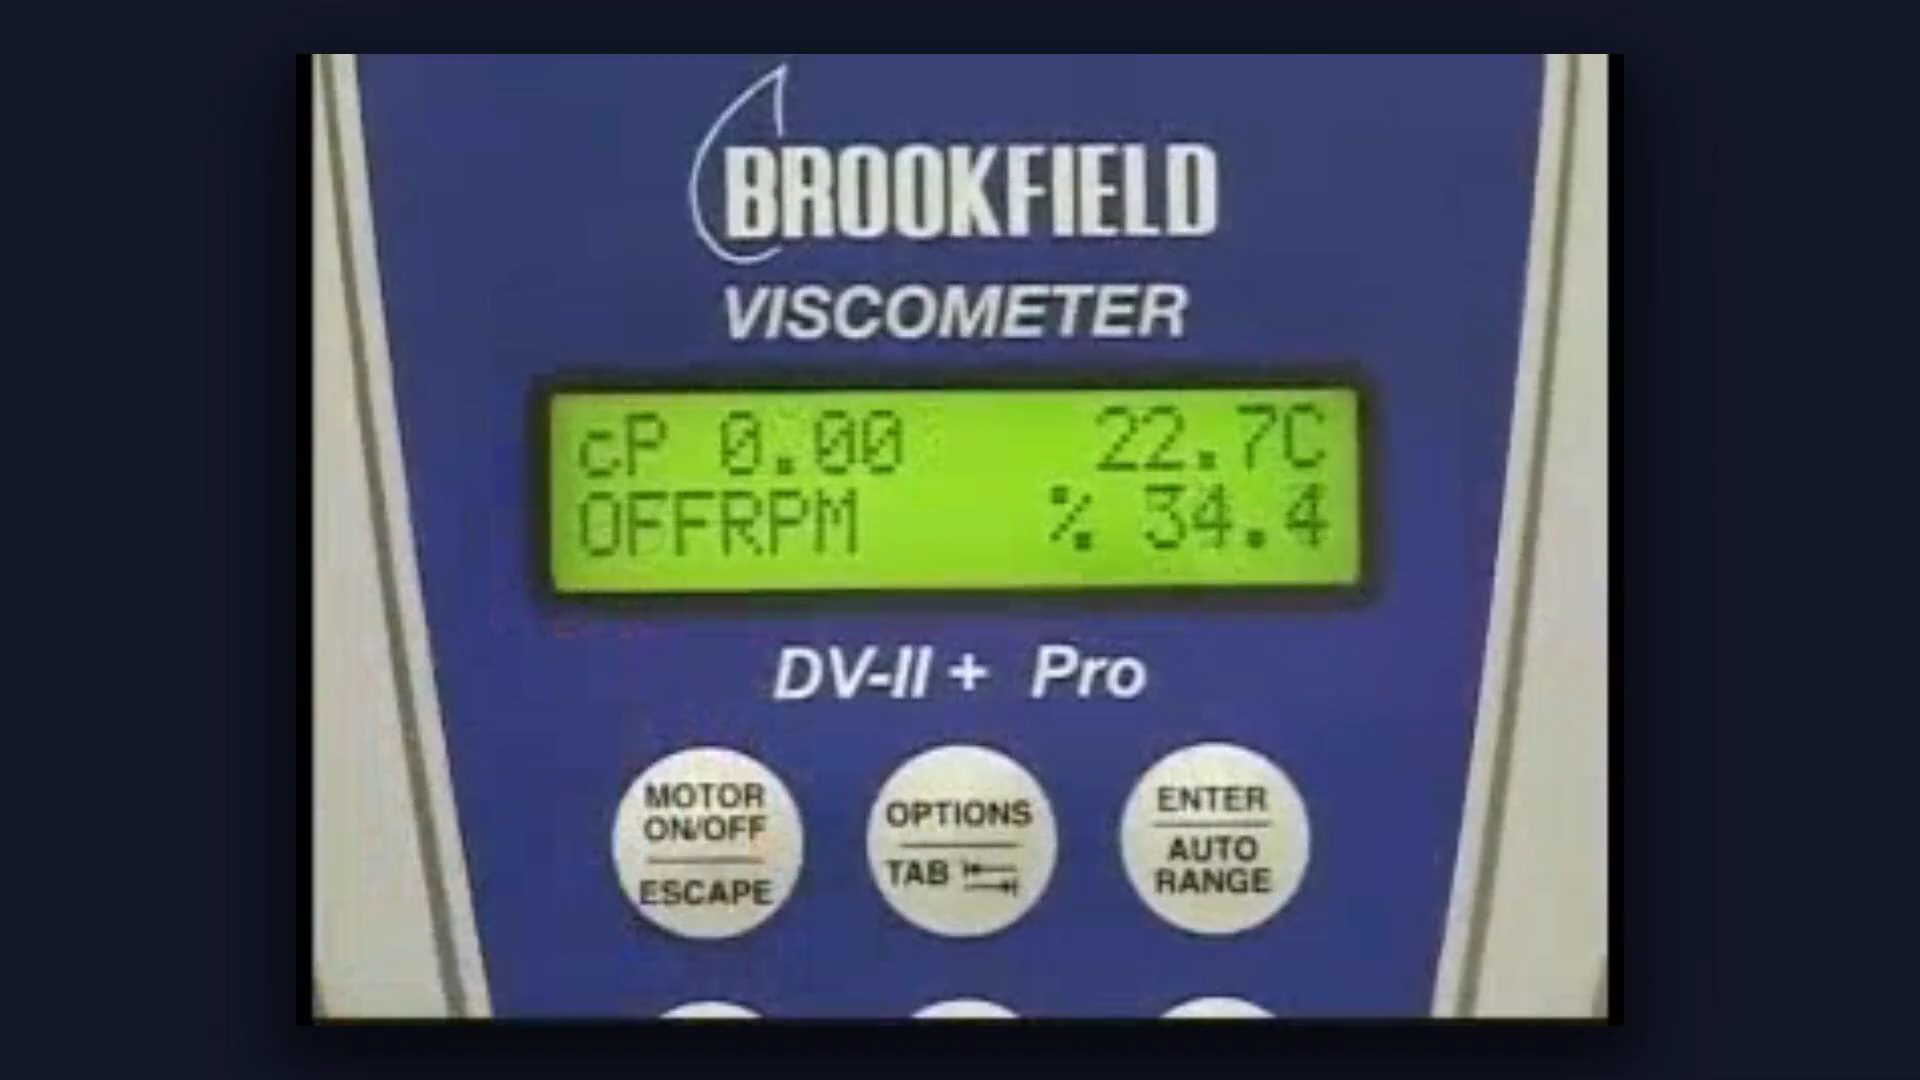 BROOKFIELD
VISCOMETER
cP 0.00 22.7C
OFFRPM % 34.4
DV-II + Pro
MOTOR
ON/OFF
ESCAPE
OPTIONS
TAB
ENTER
AUTO
RANGE